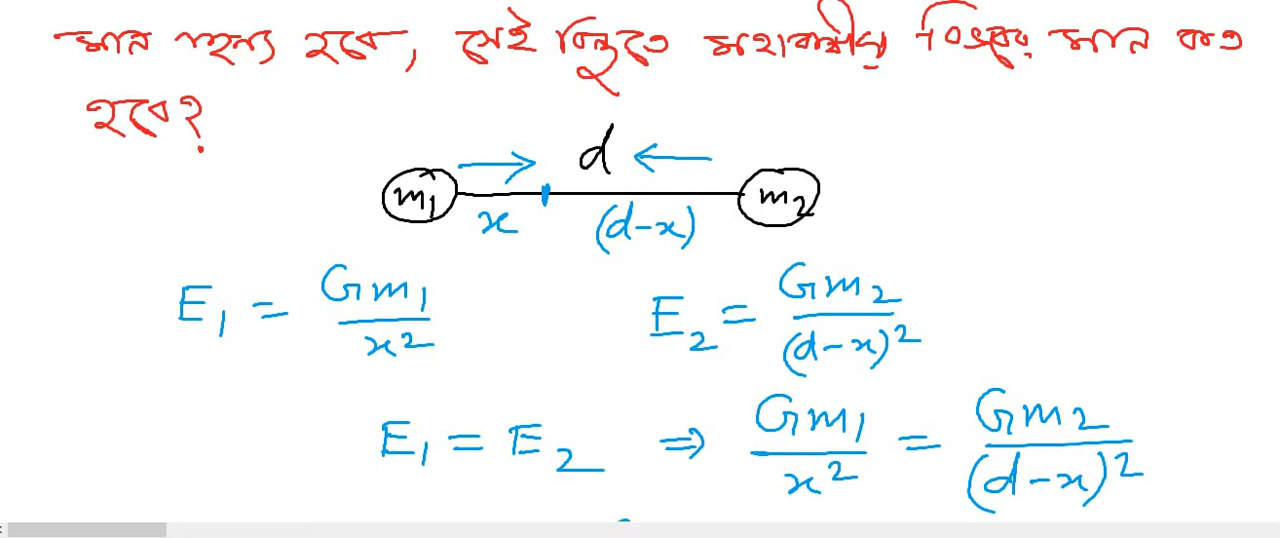 মান শূন্য হবে, সেই বিন্দুতে মহাকর্ষীয় বিভবের মান কত
হবে?
d
m₁ m₂
x (d-x)
E₁ = Gm₁/x² E₂ = Gm₂/(d-x)²
E₁ = E₂ ⇒ Gm₁/x² = Gm₂/(d-x)²